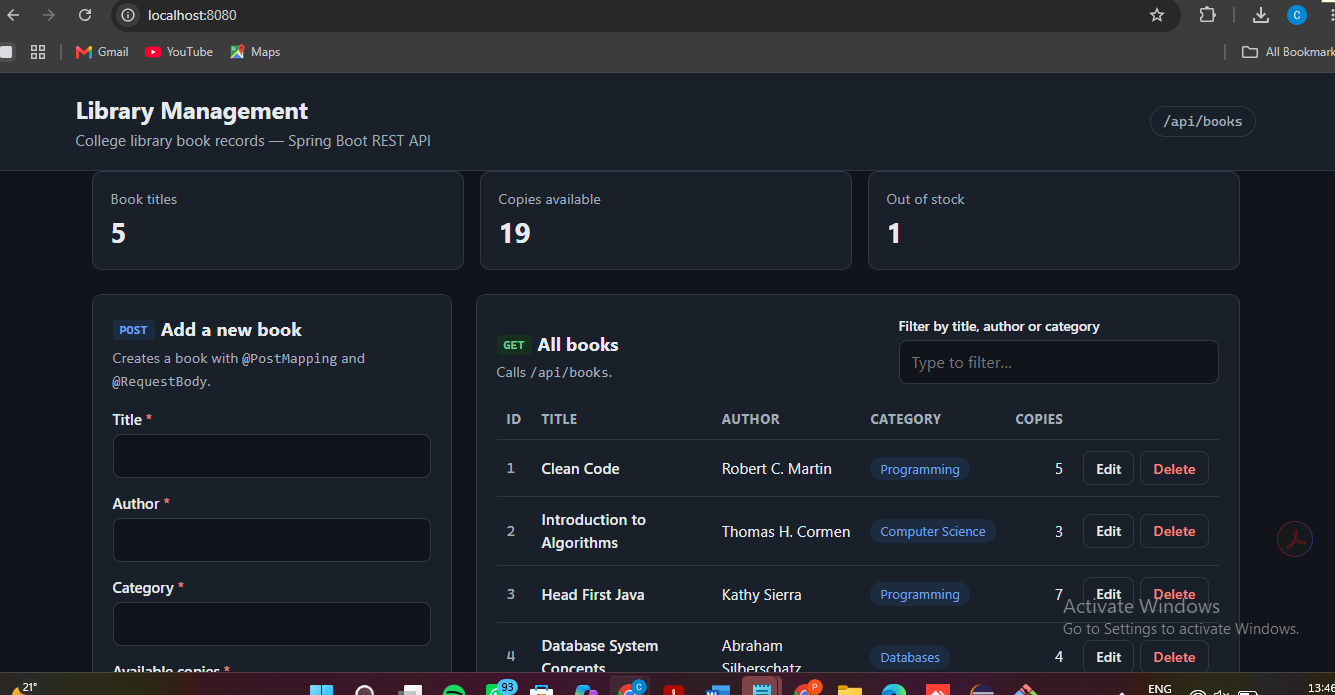 localhost:8080
Gmail
YouTube
Maps
All Bookmark
Library Management
College library book records — Spring Boot REST API
/api/books
Book titles
5
Copies available
19
Out of stock
1
POST Add a new book
Creates a book with @PostMapping and
@RequestBody.
Title *
Author *
Category *
Available copies *
GET All books
Calls /api/books.
Filter by title, author or category
Type to filter...
ID TITLE AUTHOR CATEGORY COPIES
1 Clean Code Robert C. Martin Programming 5 Edit Delete
2 Introduction to Algorithms Thomas H. Cormen Computer Science 3 Edit Delete
3 Head First Java Kathy Sierra Programming 7 Edit Delete
4 Database System Concepts Abraham Silberschatz Databases 4 Edit Delete
Activate Windows
Go to Settings to activate Windows.
21°
93
C
P
ENG
13:46
C